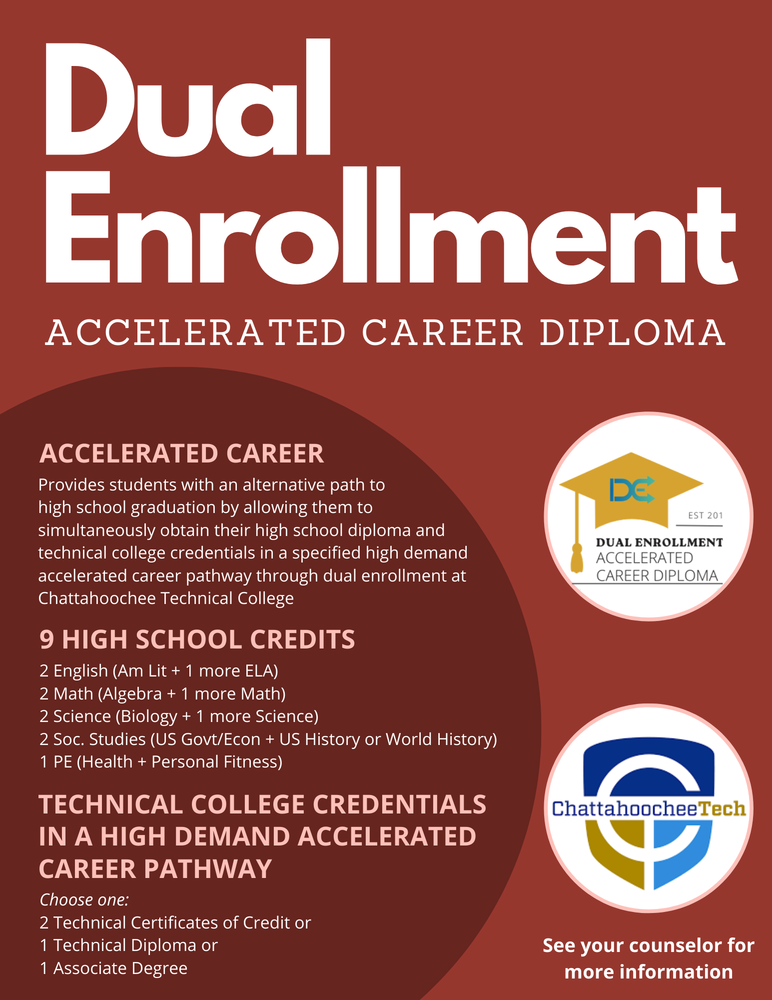 Dual
Enrollment
ACCELERATED CAREER DIPLOMA
ACCELERATED CAREER
Provides students with an alternative path to
high school graduation by allowing them to
simultaneously obtain their high school diploma and
technical college credentials in a specified high demand
accelerated career pathway through dual enrollment at
Chattahoochee Technical College
9 HIGH SCHOOL CREDITS
2 English (Am Lit + 1 more ELA)
2 Math (Algebra + 1 more Math)
2 Science (Biology + 1 more Science)
2 Soc. Studies (US Govt/Econ + US History or World History)
1 PE (Health + Personal Fitness)
TECHNICAL COLLEGE CREDENTIALS
IN A HIGH DEMAND ACCELERATED
CAREER PATHWAY
Choose one:
2 Technical Certificates of Credit or
1 Technical Diploma or
1 Associate Degree
DE
EST 201
DUAL ENROLLMENT
ACCELERATED
CAREER DIPLOMA
ChattahoocheeTech
See your counselor for
more information